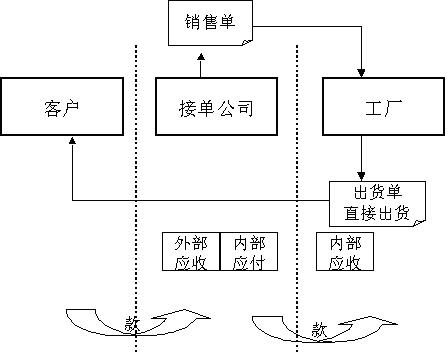 销售单
客户
接单公司
工厂
出货单
直接出货
外部
应收
内部
应付
内部
应收
款
款